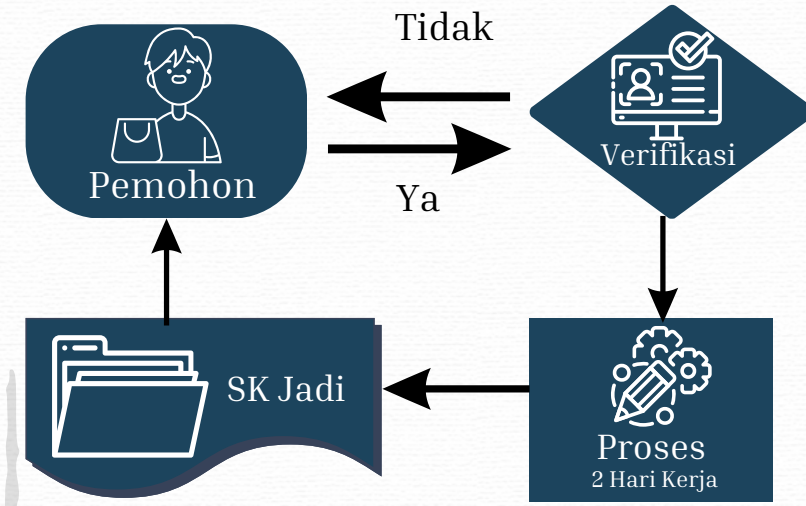 Tidak
Pemohon
Verifikasi
Ya
SK Jadi
Proses
2 Hari Kerja